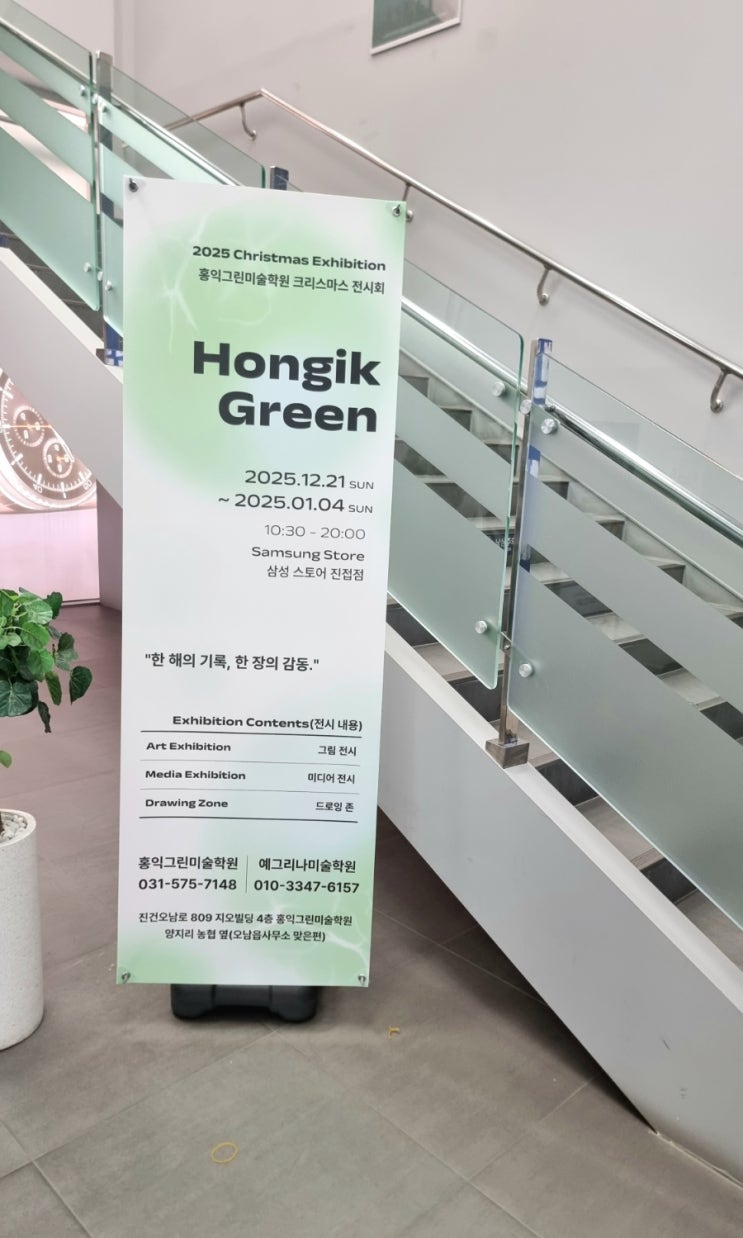 2025 Christmas Exhibition
홍익그린미술학원 크리스마스 전시회
Hongik
Green
2025.12.21 SUN
~ 2025.01.04 SUN
10:30 - 20:00
Samsung Store
삼성 스토어 진접점
"한 해의 기록, 한 장의 감동."
Exhibition Contents(전시 내용)
Art Exhibition 그림 전시
Media Exhibition 미디어 전시
Drawing Zone 드로잉 존
홍익그린미술학원 예그리나미술학원
031-575-7148 010-3347-6157
진건오남로 809 지오빌딩 4층 홍익그린미술학원
양지리 농협 옆(오남읍사무소 맞은편)